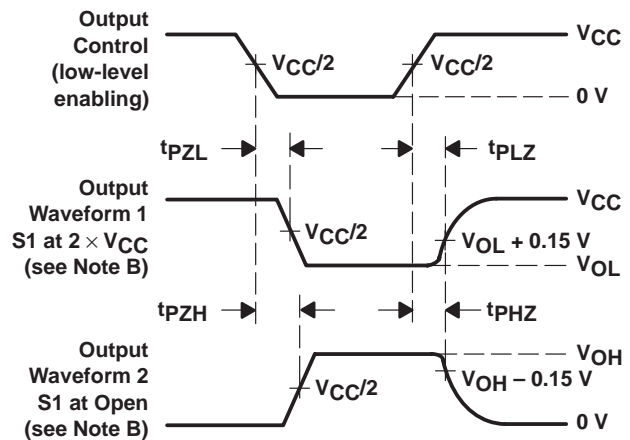 Output
Control
(low-level
enabling)
VCC
VCC/2
VCC/2
0 V
tPZL
tPLZ
Output
Waveform 1
S1 at 2 × VCC
(see Note B)
VCC
VCC/2
VOL + 0.15 V
VOL
tPZH
tPHZ
Output
Waveform 2
S1 at Open
(see Note B)
VOH
VCC/2
VOH – 0.15 V
0 V